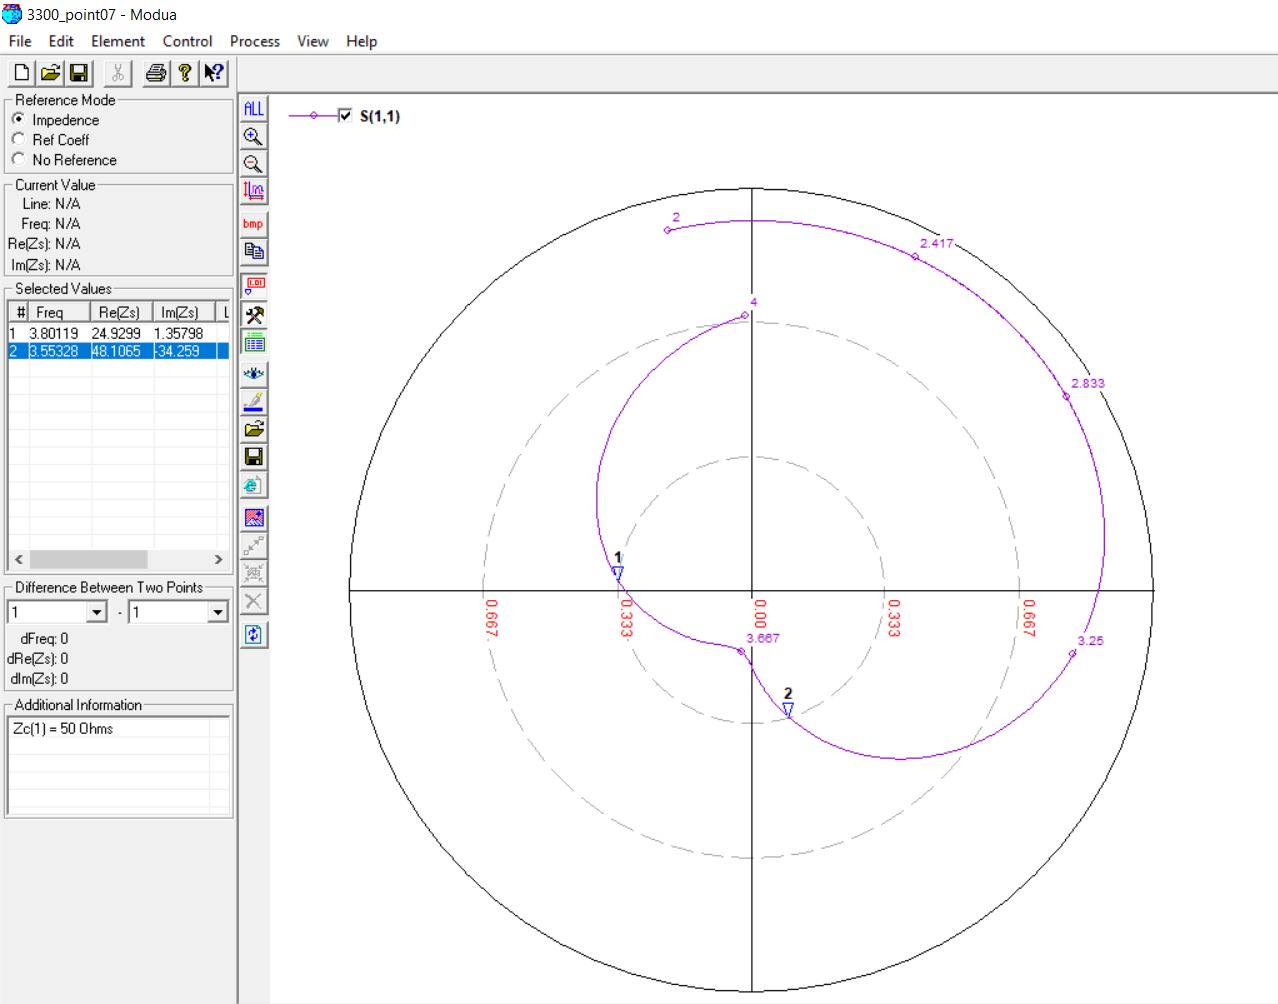 3300_point07 - Modua
File Edit Element Control Process View Help
Reference Mode
Impedence
Ref Coeff
No Reference
Current Value
Line: N/A
Freq: N/A
Re(Zs): N/A
Im(Zs): N/A
Selected Values
# Freq Re(Zs) Im(Zs) L
1 3.80119 24.9299 1.35798
2 3.55328 48.1065 -34.259
Difference Between Two Points
1 - 1
dFreq: 0
dRe(Zs): 0
dIm(Zs): 0
Additional Information
Zc(1) = 50 Ohms
ALL
bmp
1.01
S(1,1)
2
2.417
4
2.833
1
0.667
0.333
0.00
0.333
0.667
3.667
3.25
2